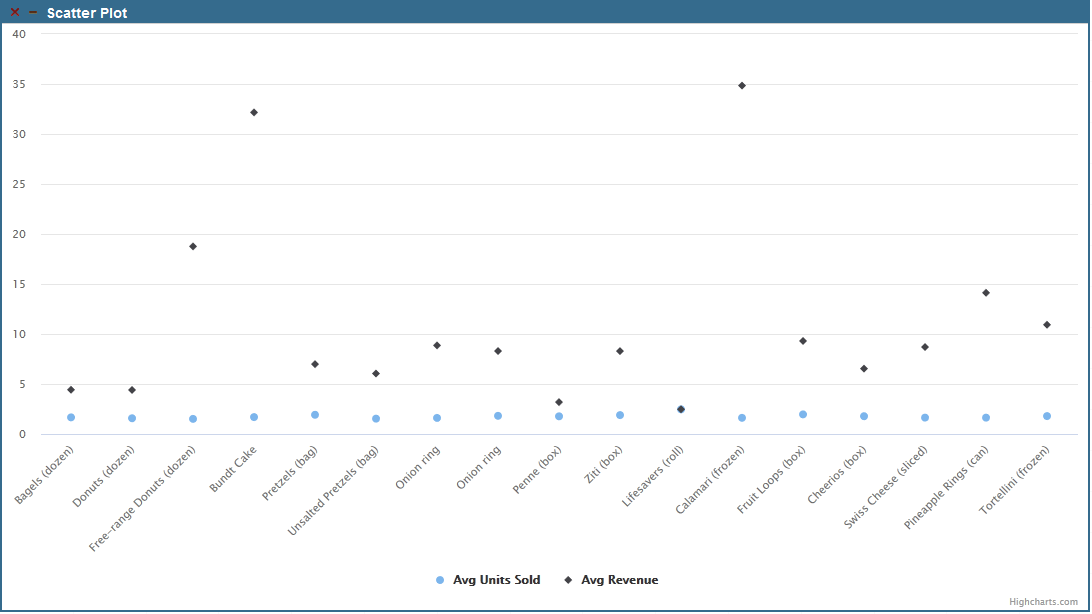 Scatter Plot
40
35
30
25
20
15
10
5
0
Bagels (dozen)
Donuts (dozen)
Free-range Donuts (dozen)
Bundt Cake
Pretzels (bag)
Unsalted Pretzels (bag)
Onion ring
Onion ring
Penne (box)
Ziti (box)
Lifesavers (roll)
Calamari (frozen)
Fruit Loops (box)
Cheerios (box)
Swiss Cheese (sliced)
Pineapple Rings (can)
Tortellini (frozen)
Avg Units Sold
Avg Revenue
Highcharts.com